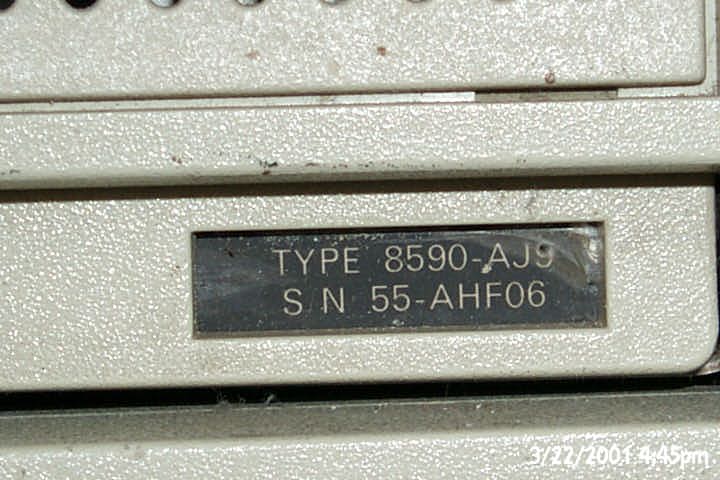 TYPE 8590-AJ9
S N 55-AHF06
3/22/2001 4:45pm